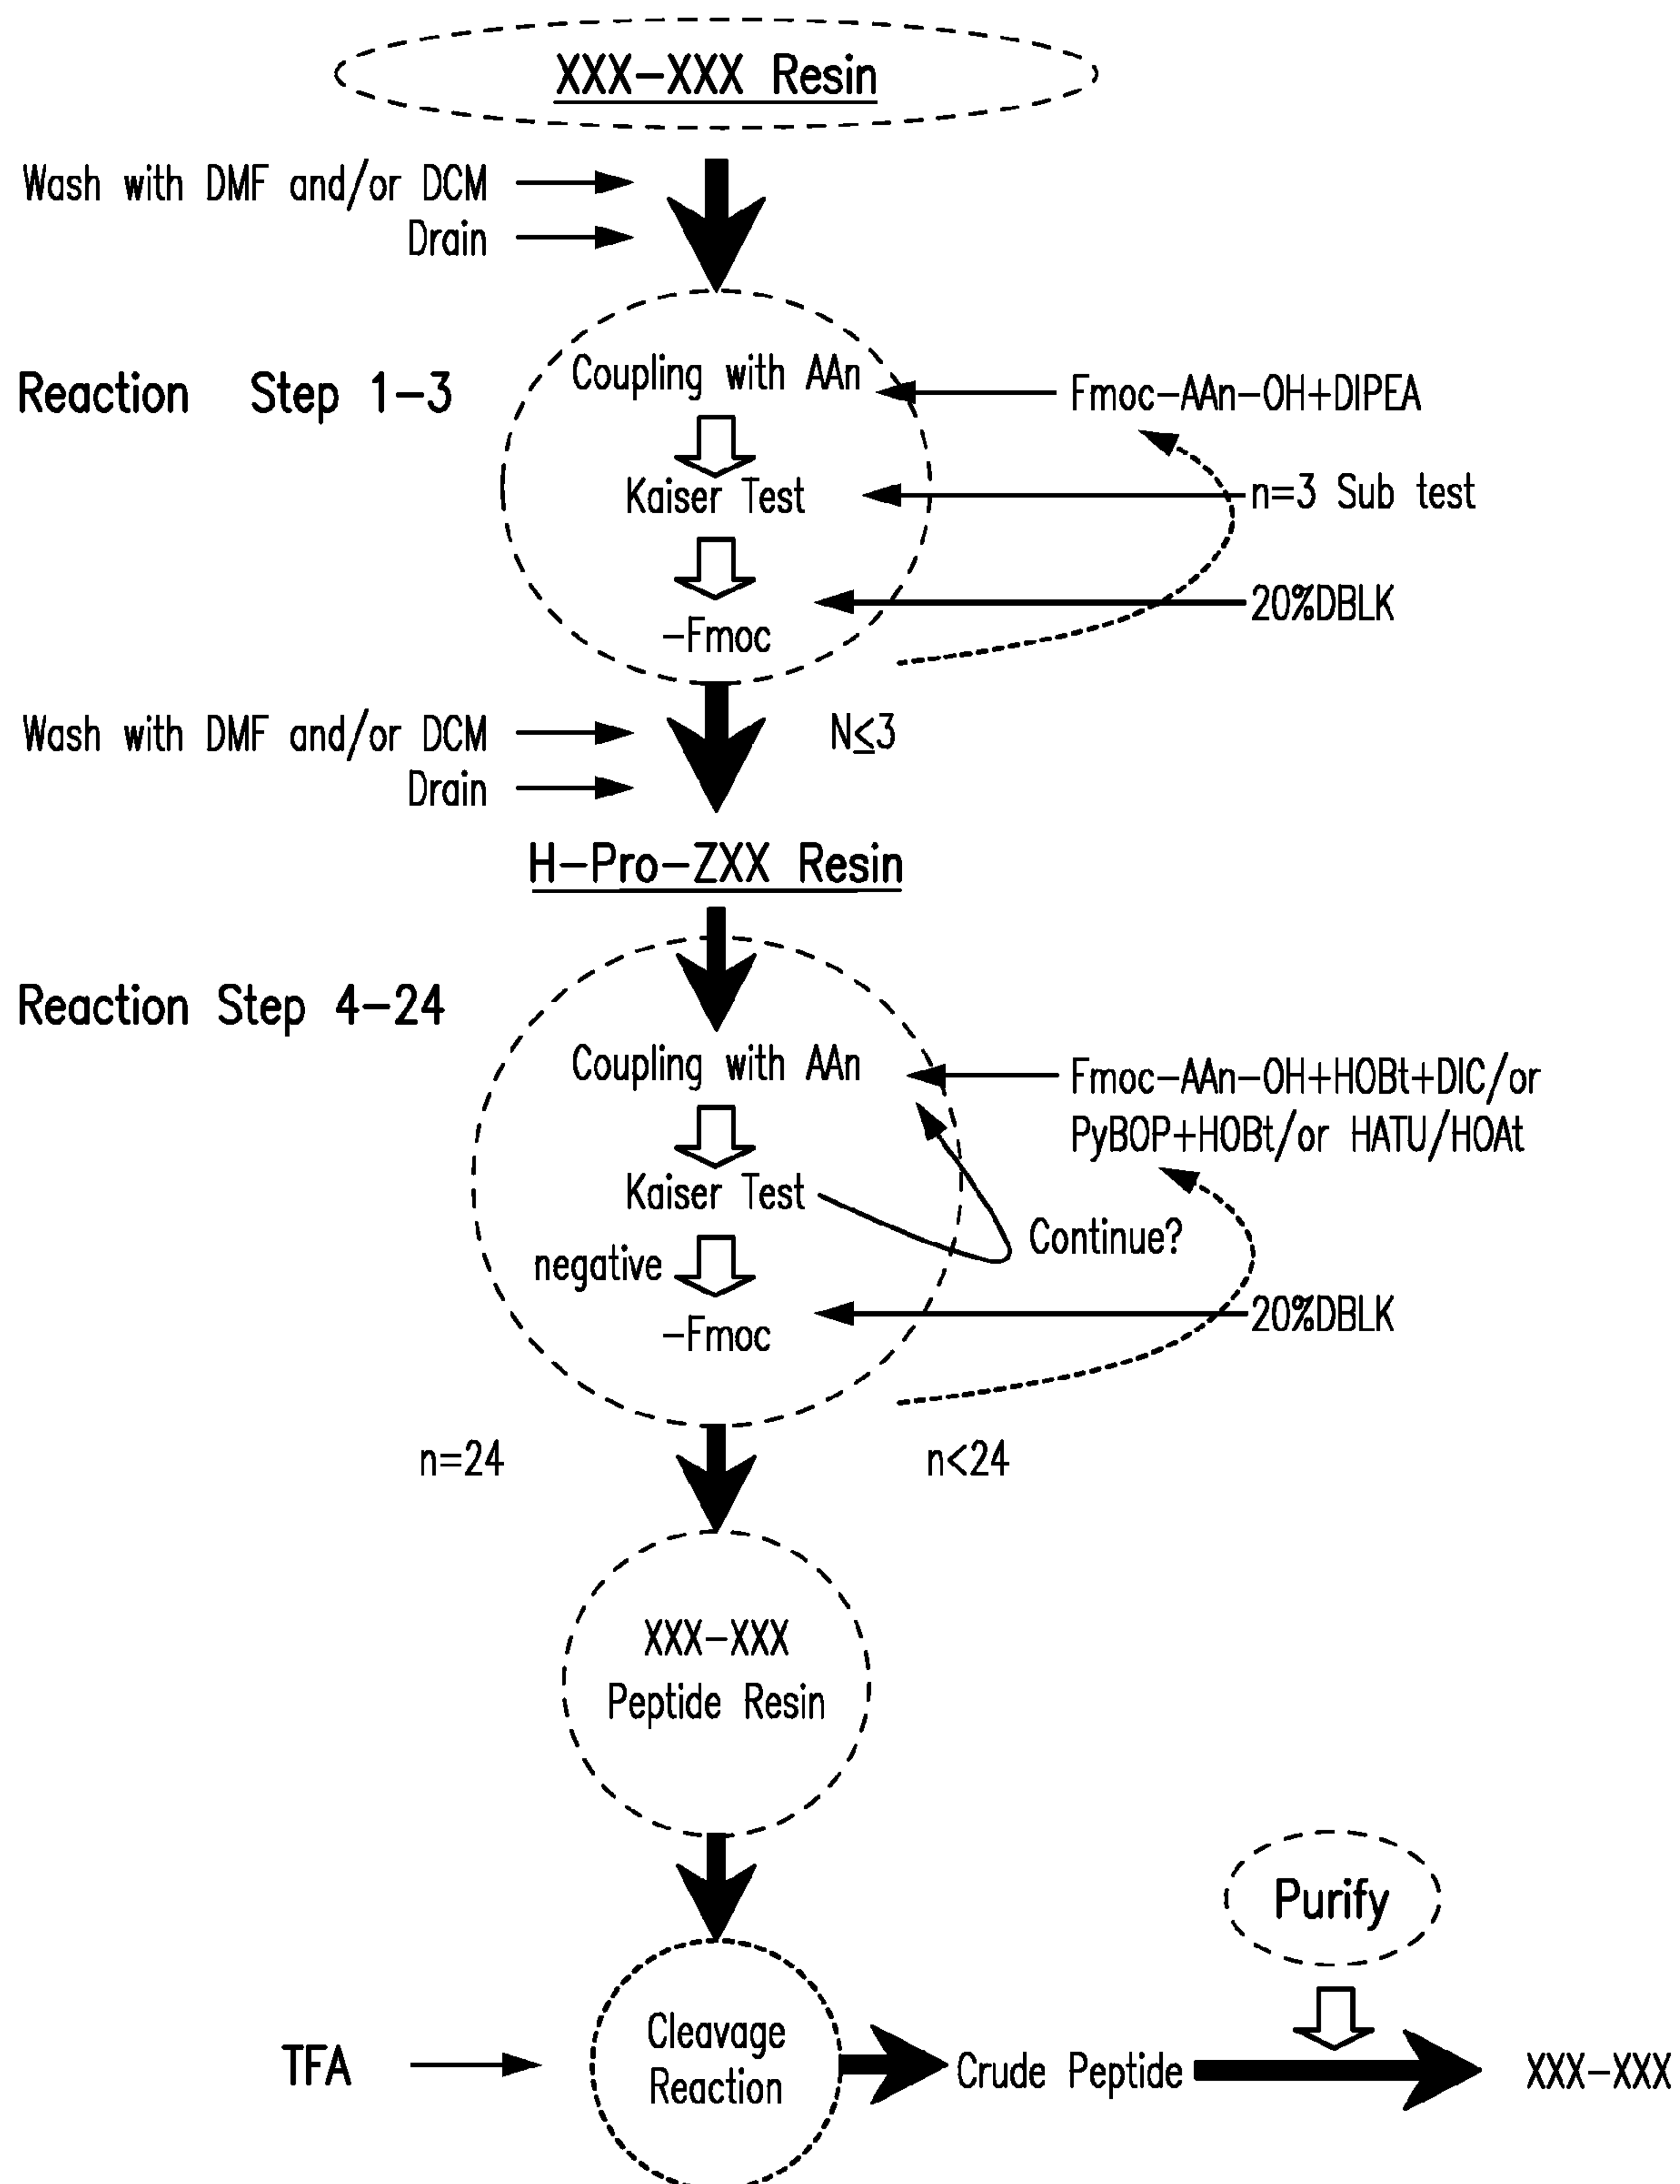 XXX-XXX Resin
Wash with DMF and/or DCM
Drain
Reaction Step 1-3
Coupling with AAn
Fmoc-AAn-OH+DIPEA
Kaiser Test
n=3 Sub test
-Fmoc
20%DBLK
Wash with DMF and/or DCM
N≤3
Drain
H-Pro-ZXX Resin
Reaction Step 4-24
Coupling with AAn
Fmoc-AAn-OH+HOBt+DIC/or
PyBOP+HOBt/or HATU/HOAt
Kaiser Test
Continue?
negative
-Fmoc
20%DBLK
n=24
n<24
XXX-XXX
Peptide Resin
Purify
TFA
Cleavage
Reaction
Crude Peptide
XXX-XXX